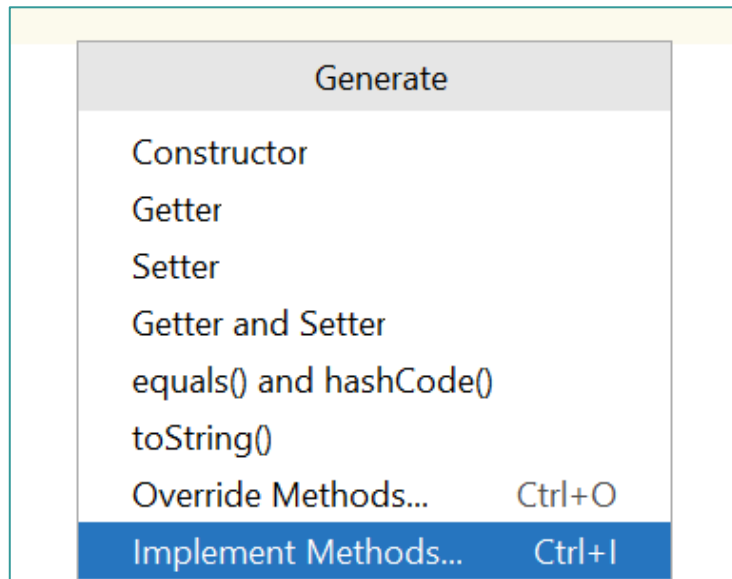 Generate
Constructor
Getter
Setter
Getter and Setter
equals() and hashCode()
toString()
Override Methods... Ctrl+O
Implement Methods... Ctrl+I